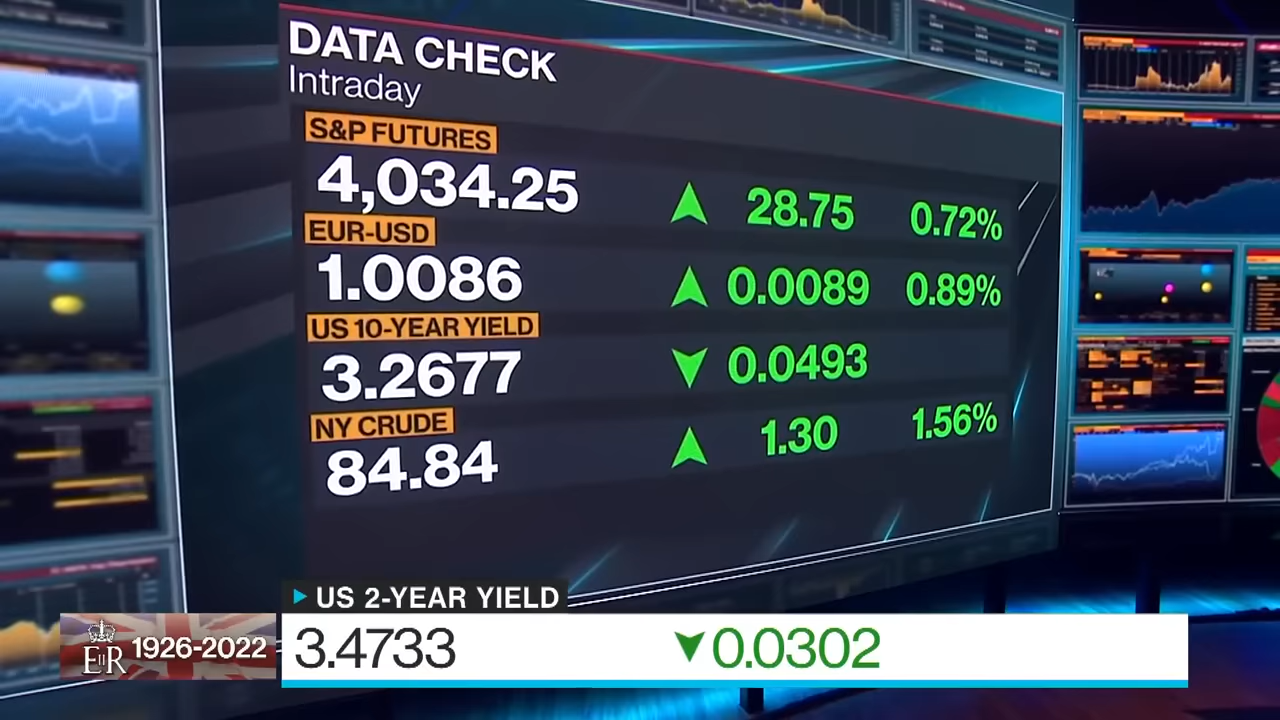 DATA CHECK
Intraday
S&P FUTURES
4,034.25 ▲ 28.75 0.72%
EUR-USD
1.0086 ▲ 0.0089 0.89%
US 10-YEAR YIELD
3.2677 ▼ 0.0493
NY CRUDE
84.84 ▲ 1.30 1.56%
US 2-YEAR YIELD
EIIR 1926-2022
3.4733 ▼ 0.0302